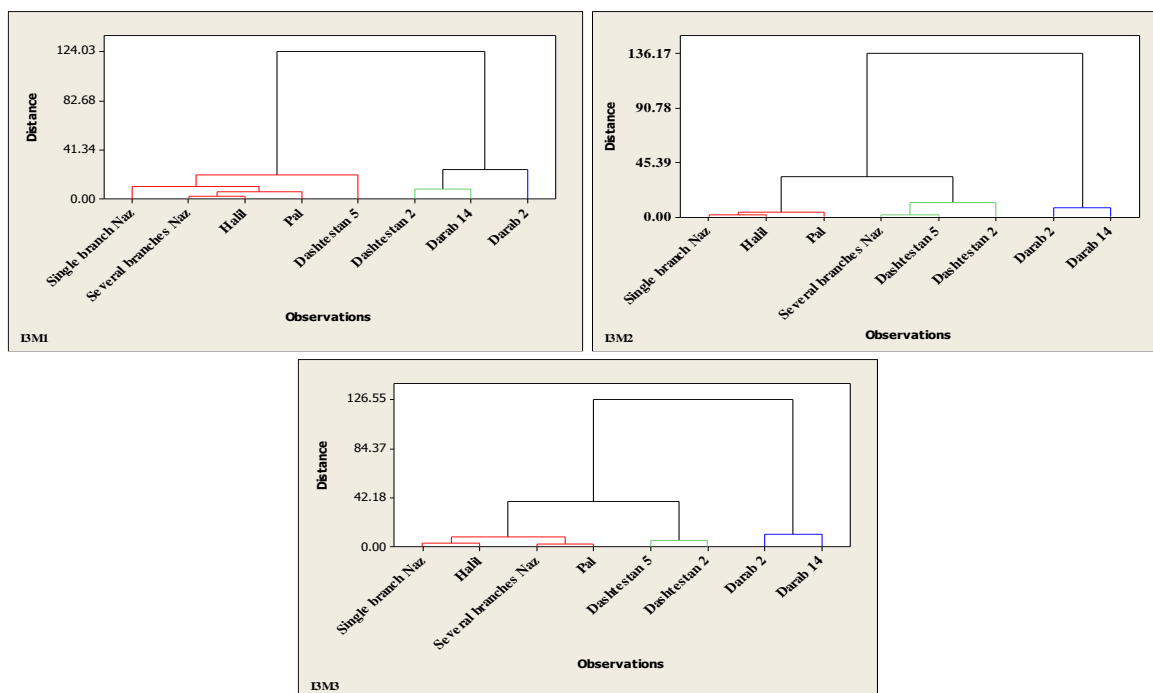 124.03
82.68
41.34
0.00
Distance
Single branch Naz
Several branches Naz
Halil
Pal
Dashtestan 5
Dashtestan 2
Darab 14
Darab 2
Observations
I3M1
136.17
90.78
45.39
0.00
Distance
Single branch Naz
Halil
Pal
Several branches Naz
Dashtestan 5
Dashtestan 2
Darab 2
Darab 14
Observations
I3M2
126.55
84.37
42.18
0.00
Distance
Single branch Naz
Halil
Several branches Naz
Pal
Dashtestan 5
Dashtestan 2
Darab 2
Darab 14
Observations
I3M3